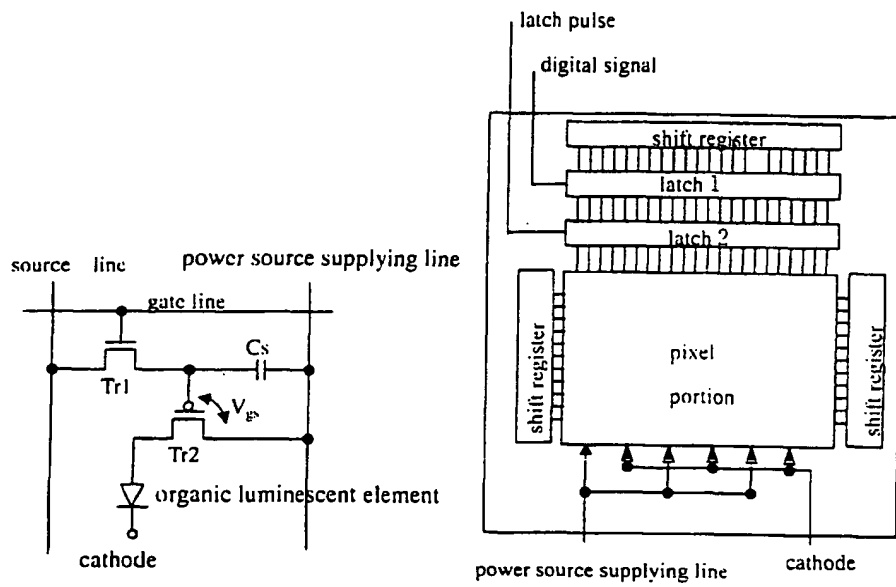 latch pulse
digital signal
shift register
latch 1
latch 2
source line
power source supplying line
gate line
Cs
Tr1
Vgs
Tr2
organic luminescent element
cathode
shift register
pixel
portion
shift register
power source supplying line
cathode